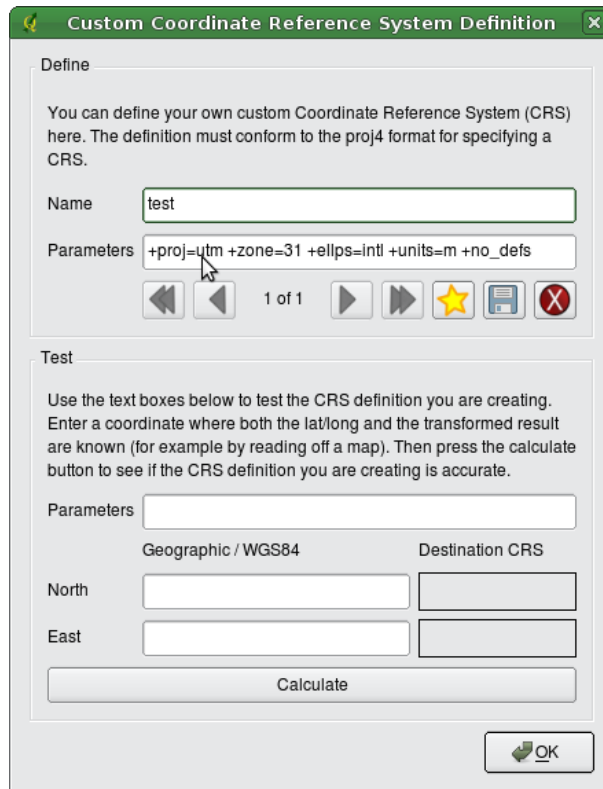 Custom Coordinate Reference System Definition
Define
You can define your own custom Coordinate Reference System (CRS)
here. The definition must conform to the proj4 format for specifying a
CRS.
Name
test
Parameters
+proj=utm +zone=31 +ellps=intl +units=m +no_defs
1 of 1
Test
Use the text boxes below to test the CRS definition you are creating.
Enter a coordinate where both the lat/long and the transformed result
are known (for example by reading off a map). Then press the calculate
button to see if the CRS definition you are creating is accurate.
Parameters
Geographic / WGS84
Destination CRS
North
East
Calculate
OK